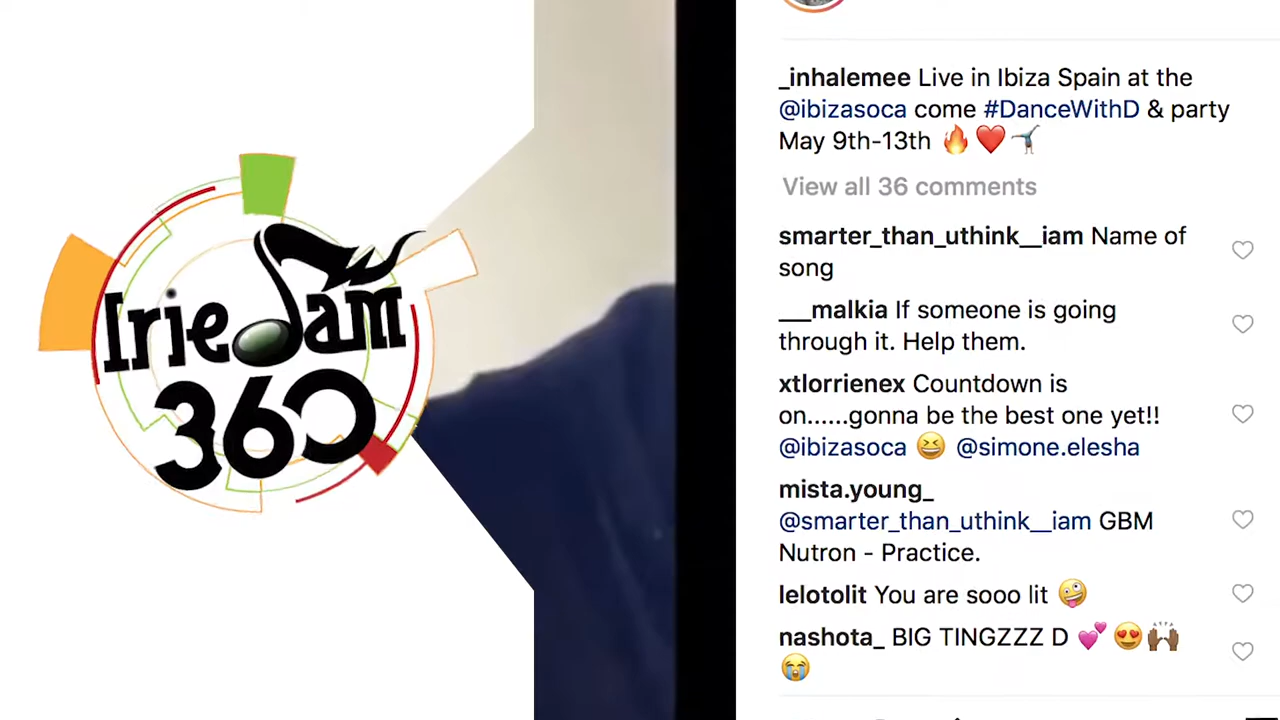 Irie Jam
360
_inhalemee Live in Ibiza Spain at the
@ibizasoca come #DanceWithD & party
May 9th-13th 🔥❤️🤸
View all 36 comments
smarter_than_uthink__iam Name of
song
___malkia If someone is going
through it. Help them.
xtlorrienex Countdown is
on......gonna be the best one yet!!
@ibizasoca 😆 @simone.elesha
mista.young_
@smarter_than_uthink__iam GBM
Nutron - Practice.
lelotolit You are sooo lit 🤪
nashota_ BIG TINGZZZ D 💕😍🙌🏾
😭